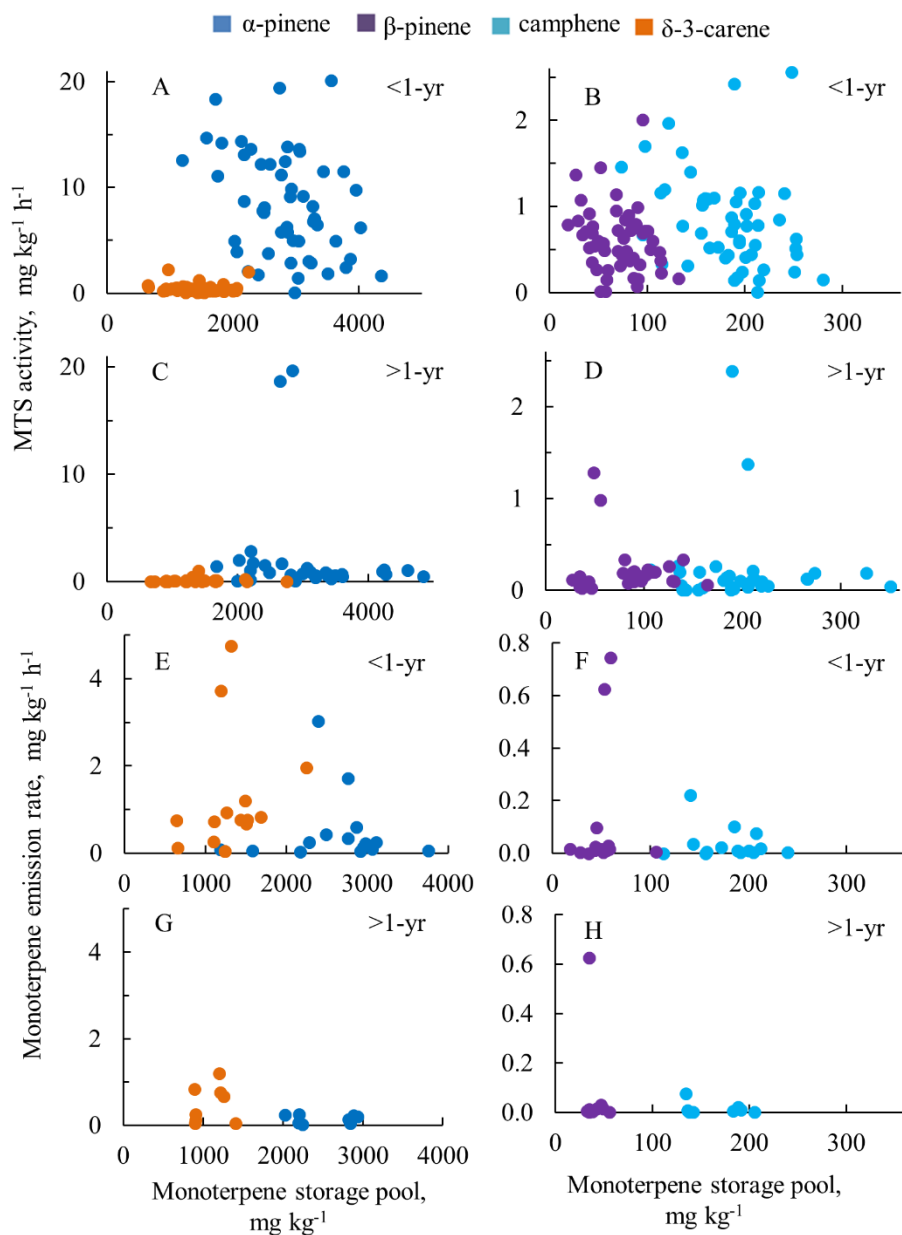 α-pinene β-pinene camphene δ-3-carene
MTS activity, mg kg⁻¹ h⁻¹
Monoterpene emission rate, mg kg⁻¹ h⁻¹
A <1-yr
20
10
0
0 2000 4000
B <1-yr
2
1
0
0 100 200 300
C >1-yr
20
10
0
0 2000 4000
D >1-yr
2
1
0
0 100 200 300
E <1-yr
4
2
0
0 1000 2000 3000 4000
F <1-yr
0.8
0.6
0.4
0.2
0.0
0 100 200 300
G >1-yr
4
2
0
0 1000 2000 3000 4000
H >1-yr
0.8
0.6
0.4
0.2
0.0
0 100 200 300
Monoterpene storage pool,
mg kg⁻¹
Monoterpene storage pool,
mg kg⁻¹